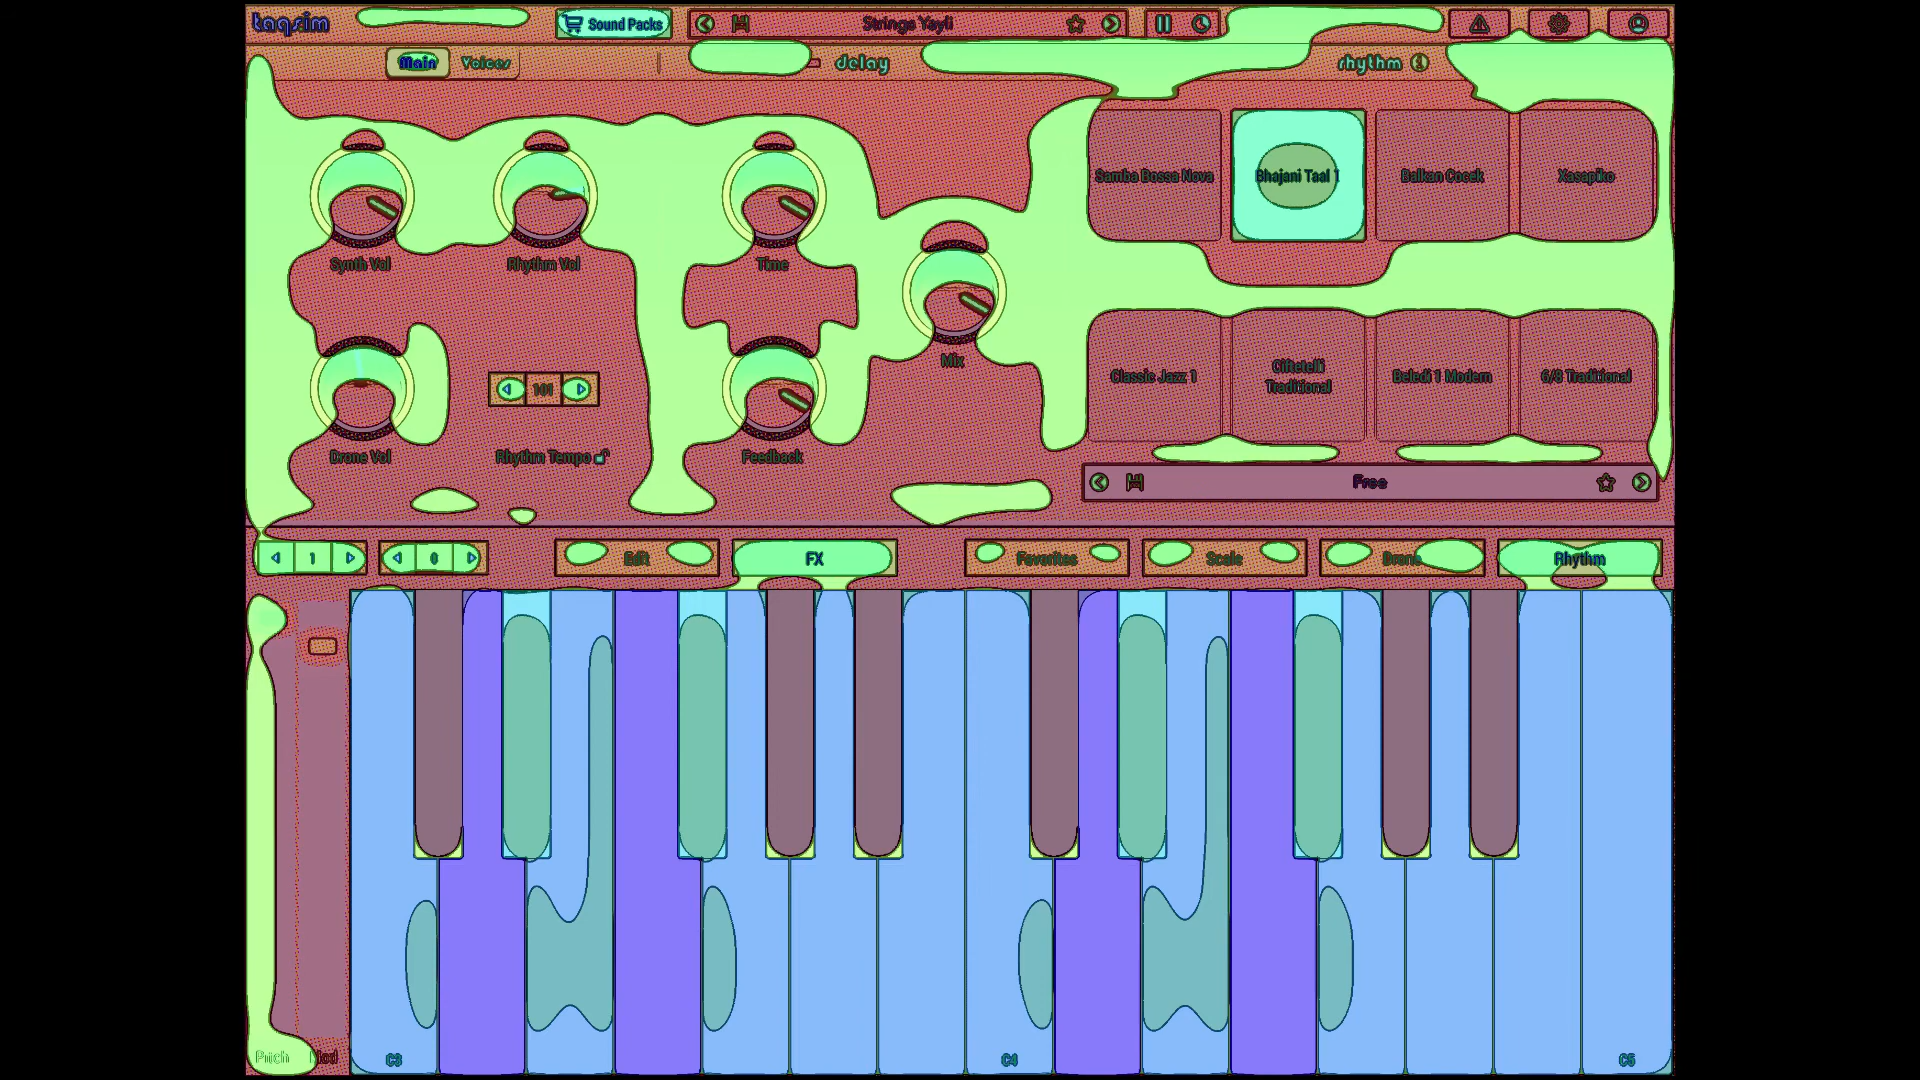 taqsim
Sound Packs
Strings Yayli
Main
Voices
delay
rhythm
Samba Bossa Nova
Bhajani Taal 1
Balkan Cocek
Xasapiko
Synth Vol
Rhythm Vol
Time
Mix
Classic Jazz 1
Ciftetelli
Traditional
Beledi 1 Modern
6/8 Traditional
101
Drone Vol
Rhythm Tempo
Feedback
Free
1
0
Edit
FX
Favorites
Scale
Drone
Rhythm
Pitch
Mod
C3
C4
C5